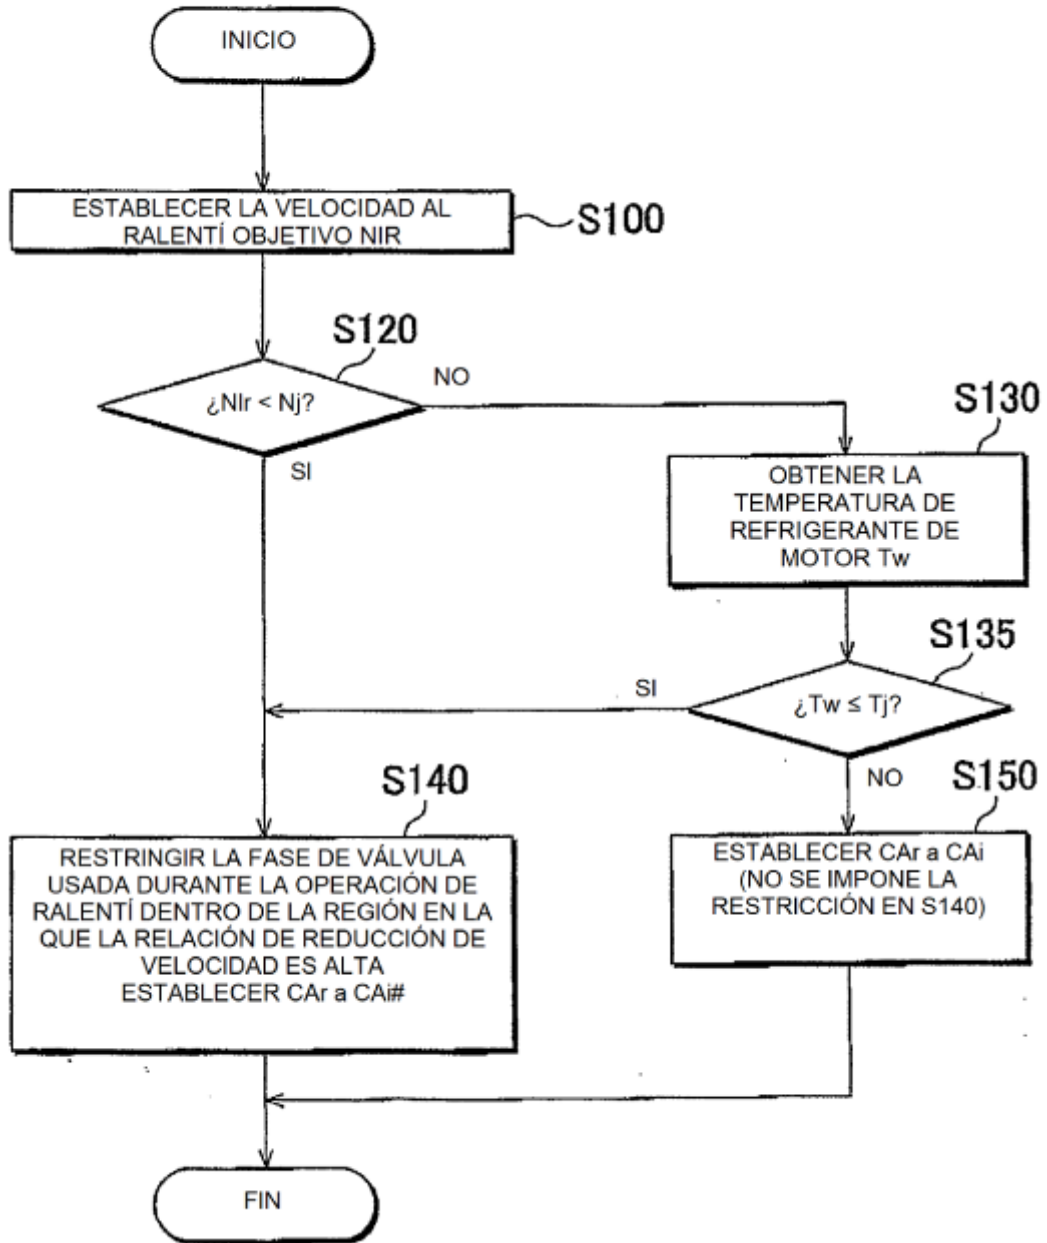 INICIO
ESTABLECER LA VELOCIDAD AL
RALENTÍ OBJETIVO NIR
S100
S120
¿NIr < Nj?
NO
SI
S130
OBTENER LA
TEMPERATURA DE
REFRIGERANTE DE
MOTOR Tw
S135
¿Tw ≤ Tj?
SI
NO
S140
RESTRINGIR LA FASE DE VÁLVULA
USADA DURANTE LA OPERACIÓN DE
RALENTÍ DENTRO DE LA REGIÓN EN LA
QUE LA RELACIÓN DE REDUCCIÓN DE
VELOCIDAD ES ALTA
ESTABLECER CAr a CAi#
S150
ESTABLECER CAr a CAi
(NO SE IMPONE LA
RESTRICCIÓN EN S140)
FIN